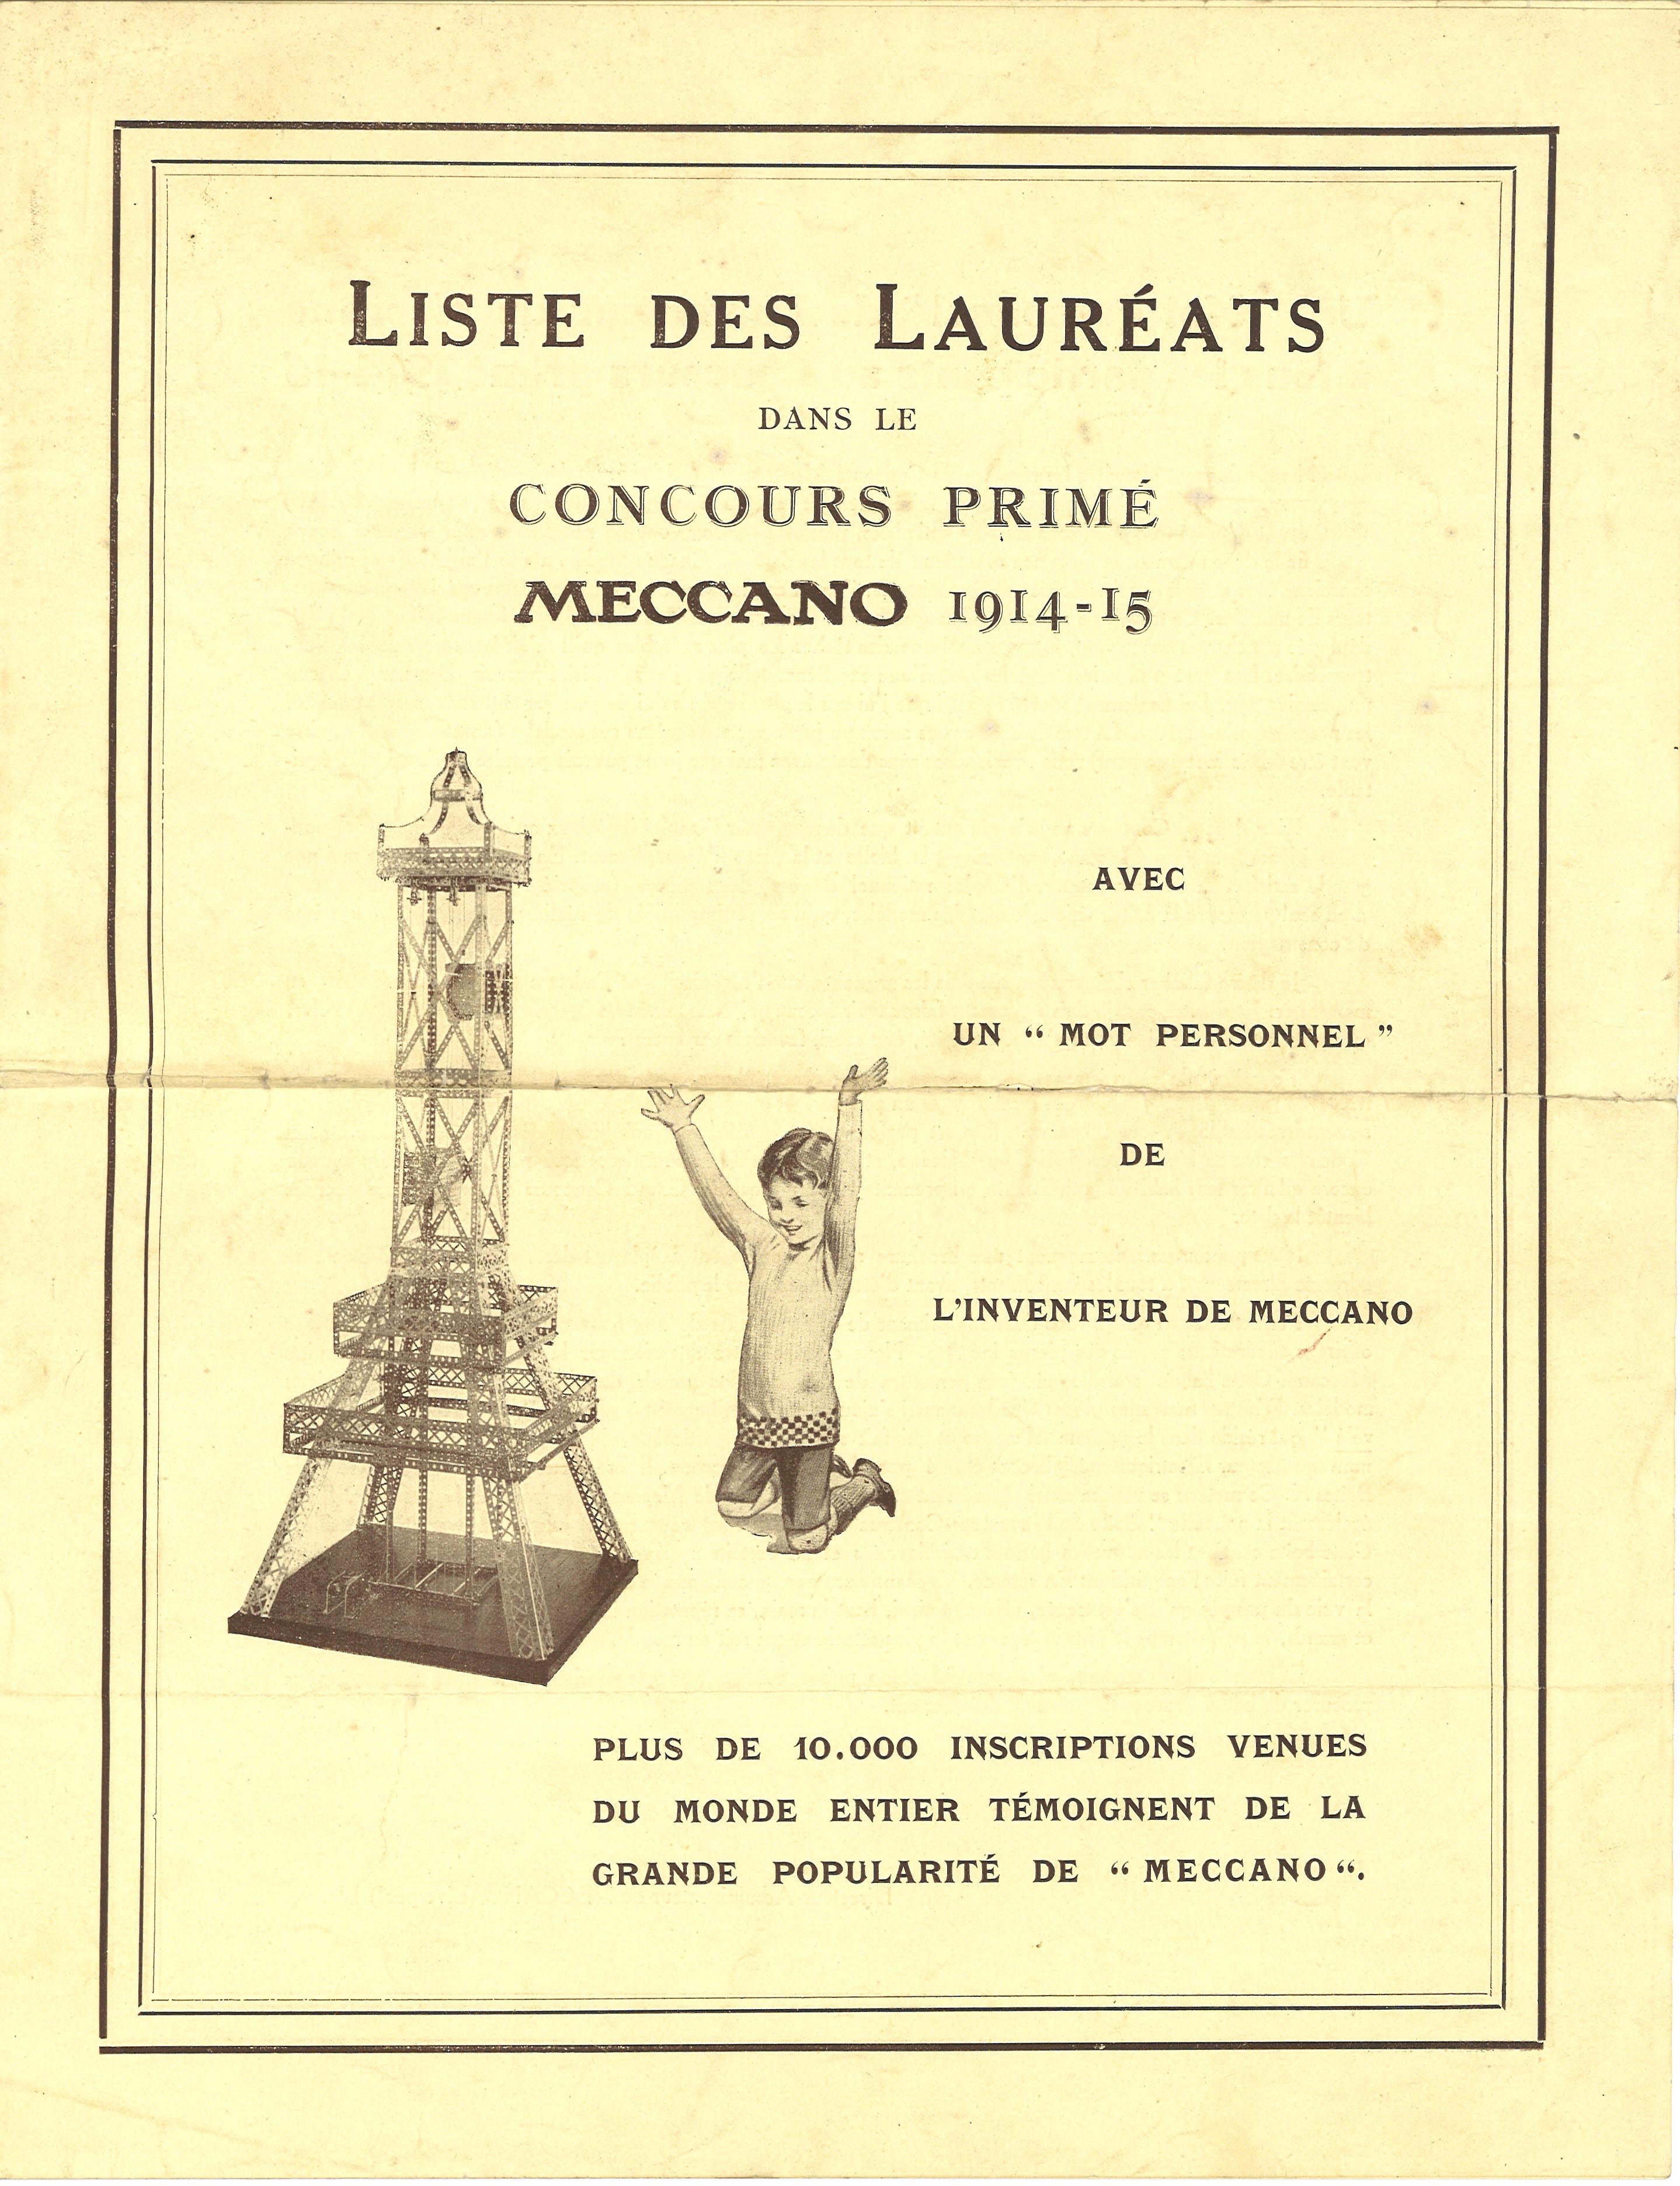 LISTE DES LAURÉATS
DANS LE
CONCOURS PRIMÉ
MECCANO 1914-15
AVEC
UN “ MOT PERSONNEL ”
DE
L'INVENTEUR DE MECCANO
PLUS DE 10.000 INSCRIPTIONS VENUES
DU MONDE ENTIER TÉMOIGNENT DE LA
GRANDE POPULARITÉ DE “ MECCANO “.